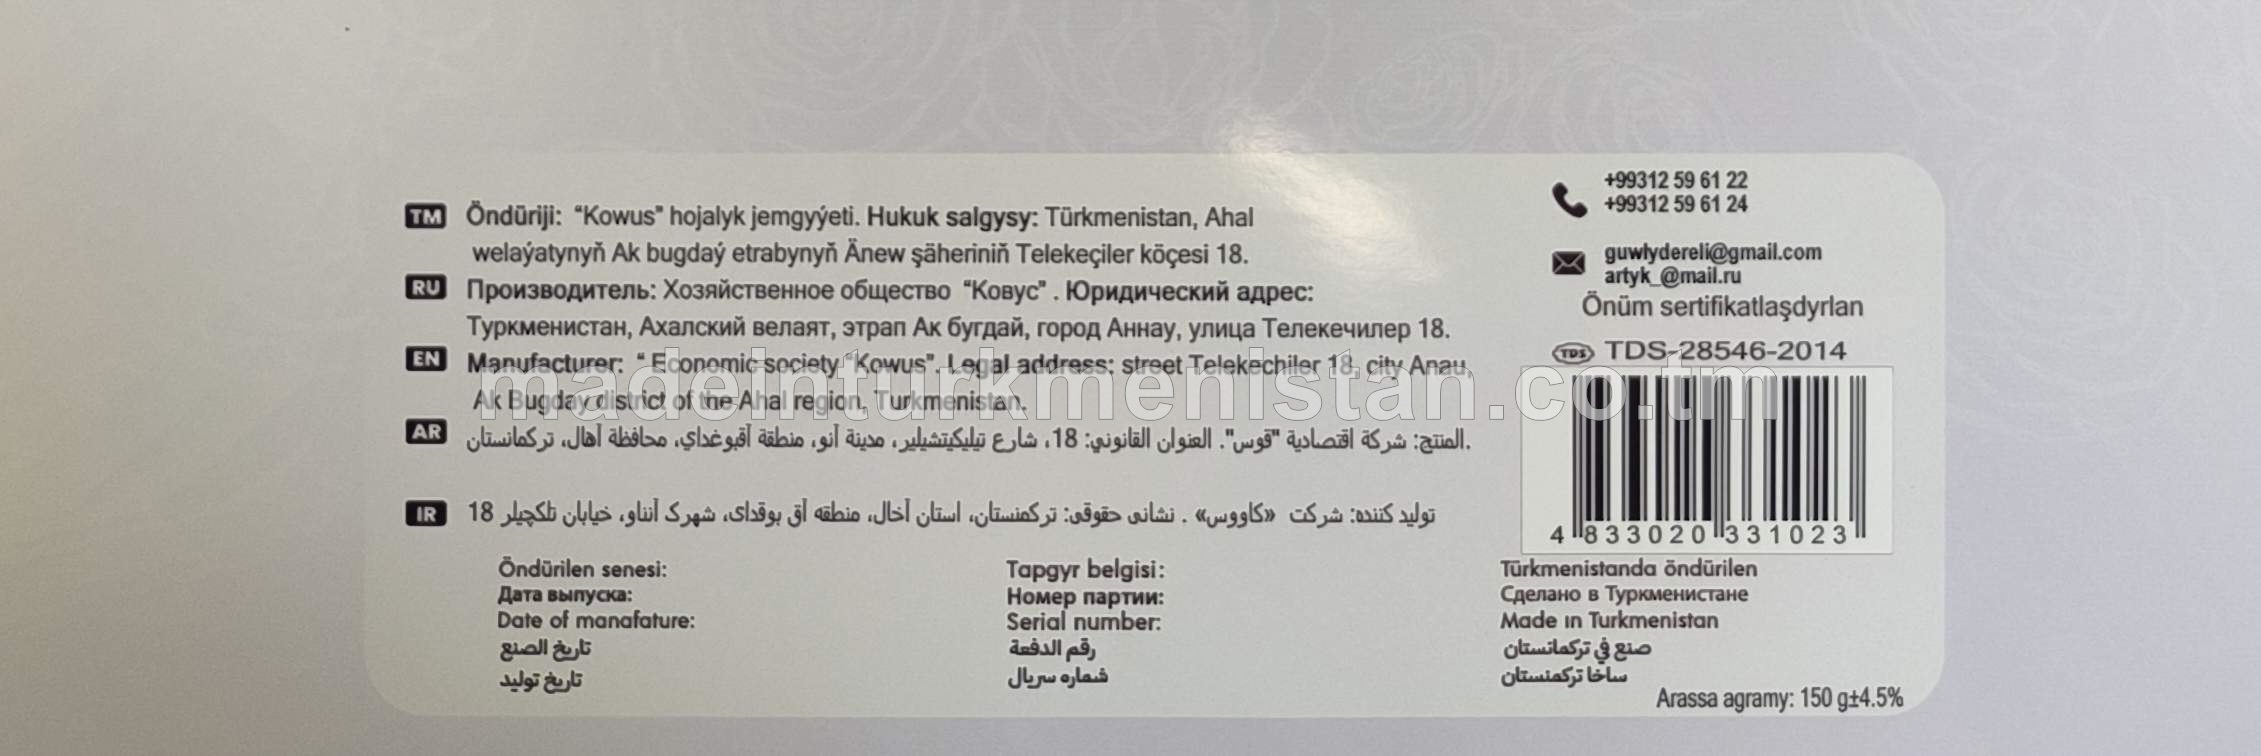 TM Öndüriji: “Kowus” hojalyk jemgyýeti. Hukuk salgysy: Türkmenistan, Ahal
welaýatynyň Ak bugdaý etrabynyň Änew şäheriniň Telekeçiler köçesi 18.
RU Производитель: Хозяйственное общество “Ковус” . Юридический адрес:
Туркменистан, Ахалский велаят, этрап Ак бугдай, город Аннау, улица Телекечилер 18.
EN Manufacturer: “ Economic society “Kowus”. Legal address: street Telekechiler 18, city Anau,
Ak Bugday district of the Ahal region, Turkmenistan.
AR المنتج: شركة اقتصادية "قوس". العنوان القانوني: 18، شارع تيليكيتشيلير، مدينة آنو، منطقة آقبوغداي، محافظة آهال، تركمانستان.
IR تولید کننده: شرکت «کاووس» . نشانی حقوقی: ترکمنستان، استان آخال، منطقه آق بوقدای، شهرک آنناو، خیابان تلکچیلر 18
+99312 59 61 22
+99312 59 61 24
guwlydereli@gmail.com
artyk_@mail.ru
Önüm sertifikatlaşdyrlan
TDS TDS-28546-2014
madeinturkmenistan.co.tm
4 833020 331023
Öndürilen senesi:
Дата выпуска:
Date of manafature:
تاريخ الصنع
تاریخ تولید
Tapgyr belgisi:
Номер партии:
Serial number:
رقم الدفعة
شماره سریال
Türkmenistanda öndürilen
Сделано в Туркменистане
Made in Turkmenistan
صنع في تركمانستان
ساخا ترکمنستان
Arassa agramy: 150 g±4.5%